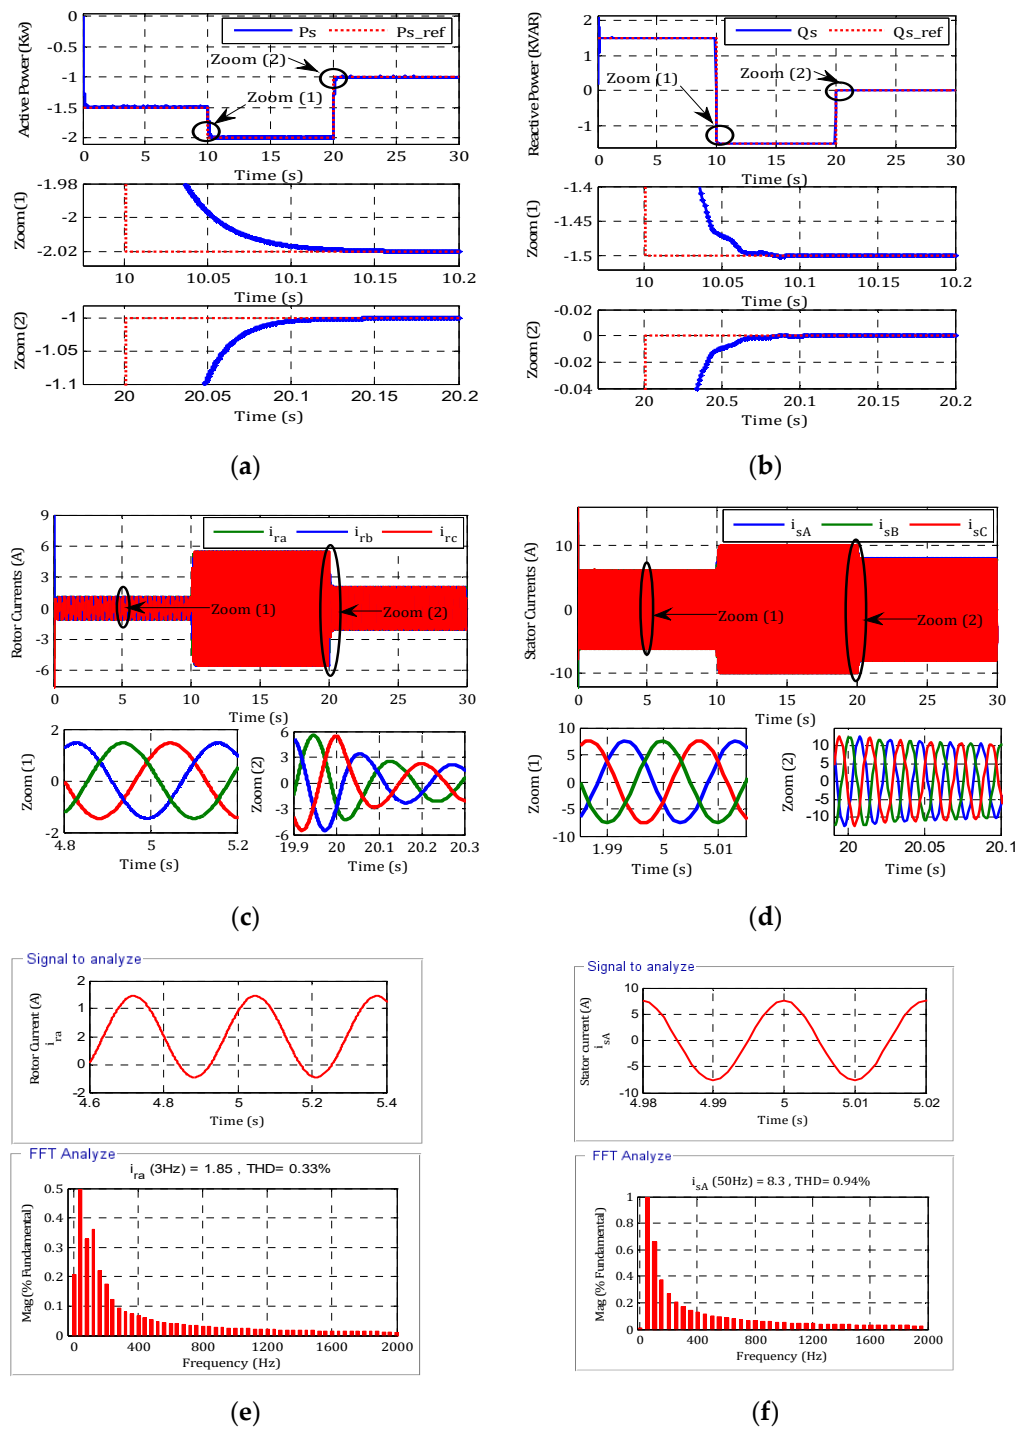 Active Power (Kw)
0
-0.5
-1
-1.5
-2
Ps
Ps_ref
Zoom (2)
Zoom (1)
0 5 10 15 20 25 30
Time (s)
Zoom(1)
-1.98
-2
-2.02
10 10.05 10.1 10.15 10.2
Time (s)
Zoom(2)
-1
-1.05
-1.1
20 20.05 20.1 20.15 20.2
Time (s)
(a)
Reactive Power (KVAR)
2
1
0
-1
Qs
Qs_ref
Zoom (1)
Zoom (2)
0 5 10 15 20 25 30
Time (s)
Zoom (1)
-1.4
-1.45
-1.5
10 10.05 10.1 10.15 10.2
Time (s)
Zoom (2)
-0.02
0
-0.02
-0.04
20 20.5 20.1 20.15 20.2
Time (s)
(b)
Rotor Currents (A)
9
6
3
0
-3
-6
ira irb irc
Zoom (1)
Zoom (2)
0 5 10 15 20 25 30
Time (s)
Zoom (1)
2
0
-2
4.8 5 5.2
Time (s)
Zoom (2)
6
3
0
-3
-6
19.9 20 20.1 20.2 20.3
Time (s)
(c)
Stator Currents (A)
10
0
-10
isA isB isC
Zoom (1)
Zoom (2)
0 5 10 15 20 25 30
Time (s)
Zoom (1)
10
5
0
-5
-10
1.99 5 5.01
Time (s)
Zoom (2)
10
5
0
-5
-10
20 20.05 20.1
Time (s)
(d)
Signal to analyze
Rotor Current (A)
ira
2
1
2
0
-2
4.6 4.8 5 5.2 5.4
Time (s)
FFT Analyze
ira (3Hz) = 1.85 , THD= 0.33%
Mag (% Fundamental)
0.5
0.4
0.3
0.2
0.1
0
0 400 800 1200 1600 2000
Frequency (Hz)
(e)
Signal to analyze
Stator current (A)
isA
10
5
0
-5
-10
4.98 4.99 5 5.01 5.02
Time (s)
FFT Analyze
isA (50Hz) = 8.3 , THD= 0.94%
Mag (% Fundamental)
1
0.8
0.6
0.4
0.2
0
0 400 800 1200 1600 2000
Frequency (Hz)
(f)